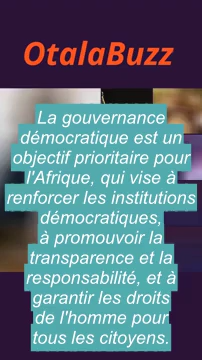 OtalaBuzz
La gouvernance
démocratique est un
objectif prioritaire pour
l'Afrique, qui vise à
renforcer les institutions
démocratiques,
à promouvoir la
transparence et la
responsabilité, et à
garantir les droits
de l'homme pour
tous les citoyens.